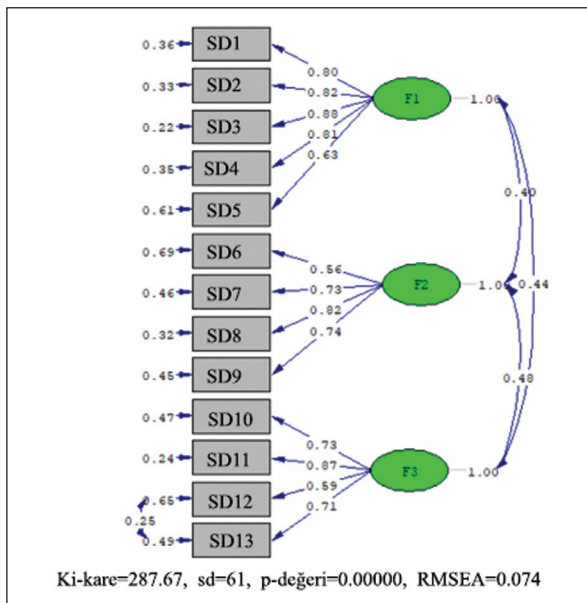 0.36 SD1
0.80
0.33 SD2
0.82
F1 1.00
0.22 SD3
0.88
0.35 SD4
0.81
0.61 SD5
0.63
0.40
0.69 SD6
0.56
0.46 SD7
0.73
F2 1.00
0.44
0.32 SD8
0.82
0.45 SD9
0.74
0.48
0.47 SD10
0.73
0.24 SD11
0.87
F3 1.00
0.65 SD12
0.59
0.25
0.49 SD13
0.71
Ki-kare=287.67, sd=61, p-değeri=0.00000, RMSEA=0.074